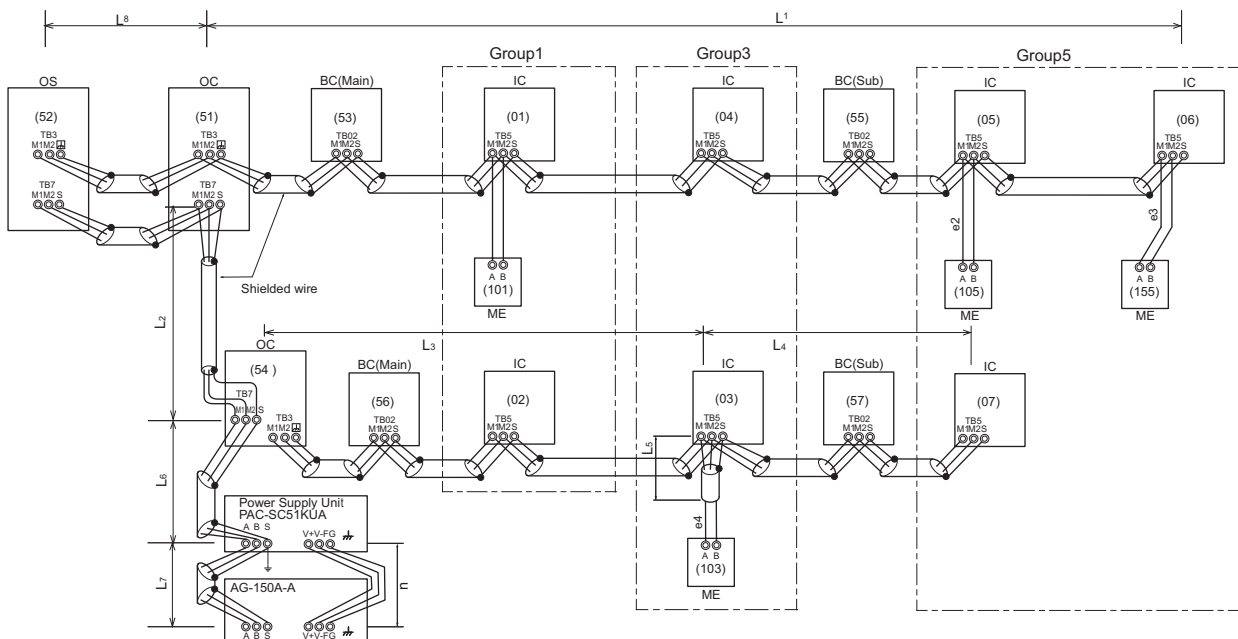 L8
L1
Group1
Group3
Group5
OS
OC
BC(Main)
IC
IC
BC(Sub)
IC
IC
(52)
(51)
(53)
(01)
(04)
(55)
(05)
(06)
TB3
M1M2
TB3
M1M2
TB02
M1M2S
TB5
M1M2S
TB5
M1M2S
TB02
M1M2S
TB5
M1M2S
TB5
M1M2S
TB7
M1M2 S
TB7
M1M2 S
e2
e3
Shielded wire
A B
(101)
ME
A B
(105)
ME
A B
(155)
ME
L2
L3
L4
OC
BC(Main)
IC
IC
BC(Sub)
IC
(54 )
(56)
(02)
(03)
(57)
(07)
TB7
M1M2 S
TB3
M1M2
TB02
M1M2S
TB5
M1M2S
TB5
M1M2S
TB02
M1M2S
TB5
M1M2S
L5
L6
e4
A B
(103)
ME
Power Supply Unit
PAC-SC51KUA
A B S
V+V-FG
L7
n
AG-150A-A
A B S
V+V-FG